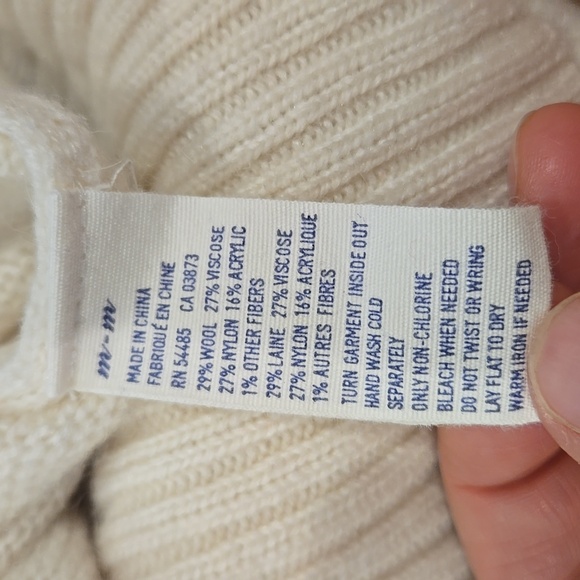 m-m
MADE IN CHINA
FABRIQUÉ EN CHINE
RN 54485 CA 03873
29% WOOL 27% VISCOSE
27% NYLON 16% ACRYLIC
1% OTHER FIBERS
29% LAINE 27% VISCOSE
27% NYLON 16% ACRYLIQUE
1% AUTRES FIBRES
TURN GARMENT INSIDE OUT
HAND WASH COLD
SEPARATELY
ONLY NON-CHLORINE
BLEACH WHEN NEEDED
DO NOT TWIST OR WRING
LAY FLAT TO DRY
WARM IRON IF NEEDED